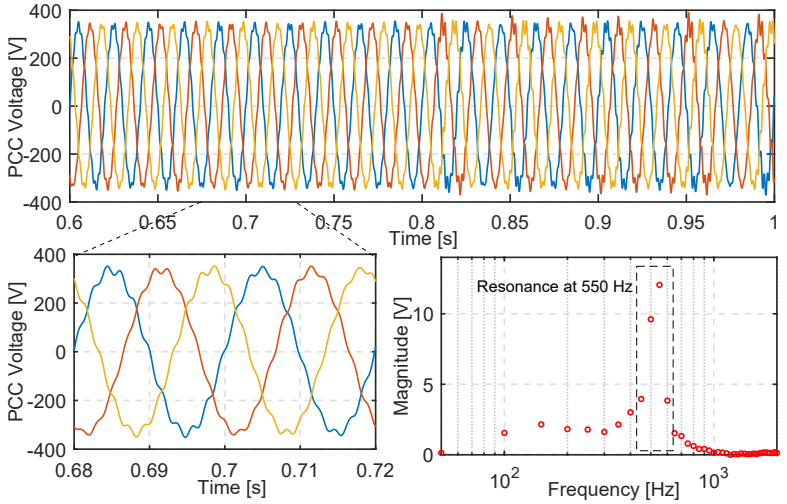 400
200
0
-200
-400
PCC Voltage [V]
0.6 0.65 0.7 0.75 0.8 0.85 0.9 0.95 1
Time [s]
400
200
0
-200
-400
PCC Voltage [V]
0.68 0.69 0.7 0.71 0.72
Time [s]
Resonance at 550 Hz
10
5
0
Magnitude [V]
10² 10³
Frequency [Hz]